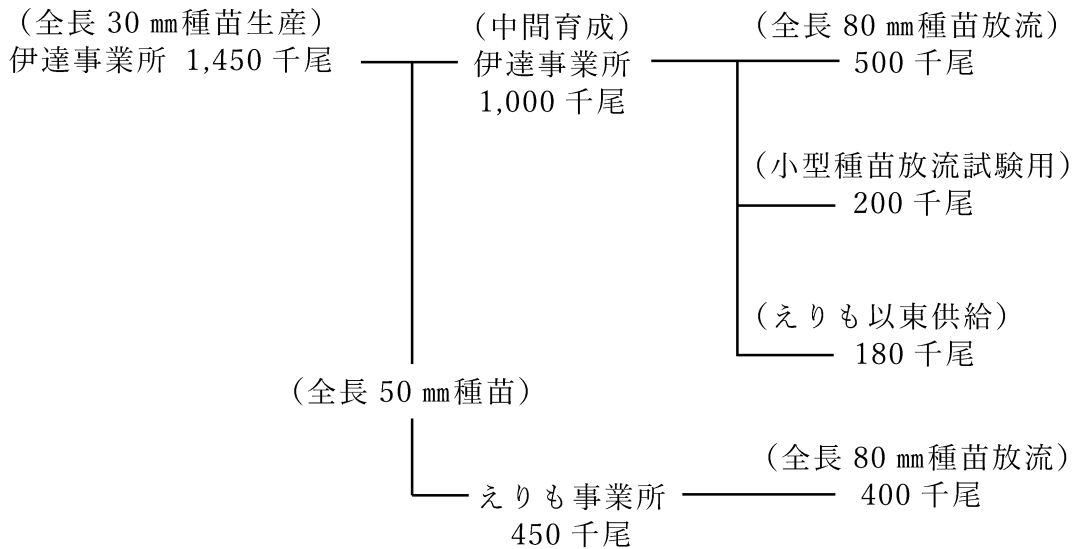 （全長 30 ㎜種苗生産）
伊達事業所 1,450 千尾
（中間育成）
伊達事業所
1,000 千尾
（全長 80 ㎜種苗放流）
500 千尾
（小型種苗放流試験用）
200 千尾
（えりも以東供給）
180 千尾
（全長 50 ㎜種苗）
えりも事業所
450 千尾
（全長 80 ㎜種苗放流）
400 千尾